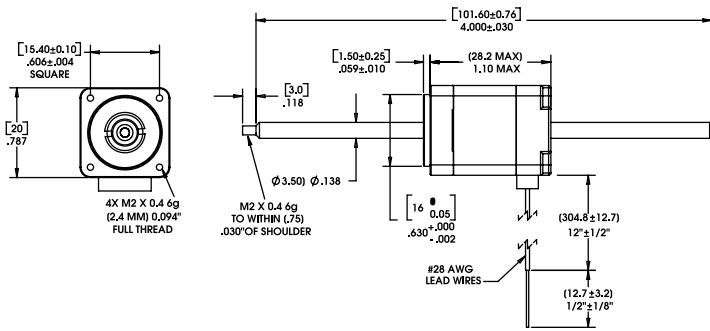 [101.60±0.76]
4.000±.030
[15.40±0.10]
.606±.004
SQUARE
[1.50±0.25]
.059±.010
(28.2 MAX)
1.10 MAX
[3.0]
.118
[20]
.787
Ø3.50) Ø.138
4X M2 X 0.4 6g
(2.4 MM) 0.094"
FULL THREAD
M2 X 0.4 6g
TO WITHIN (.75)
.030"OF SHOULDER
[16 0 0.05]
.630 +.000 -.002
(304.8±12.7)
12"±1/2"
#28 AWG
LEAD WIRES
(12.7±3.2)
1/2"±1/8"